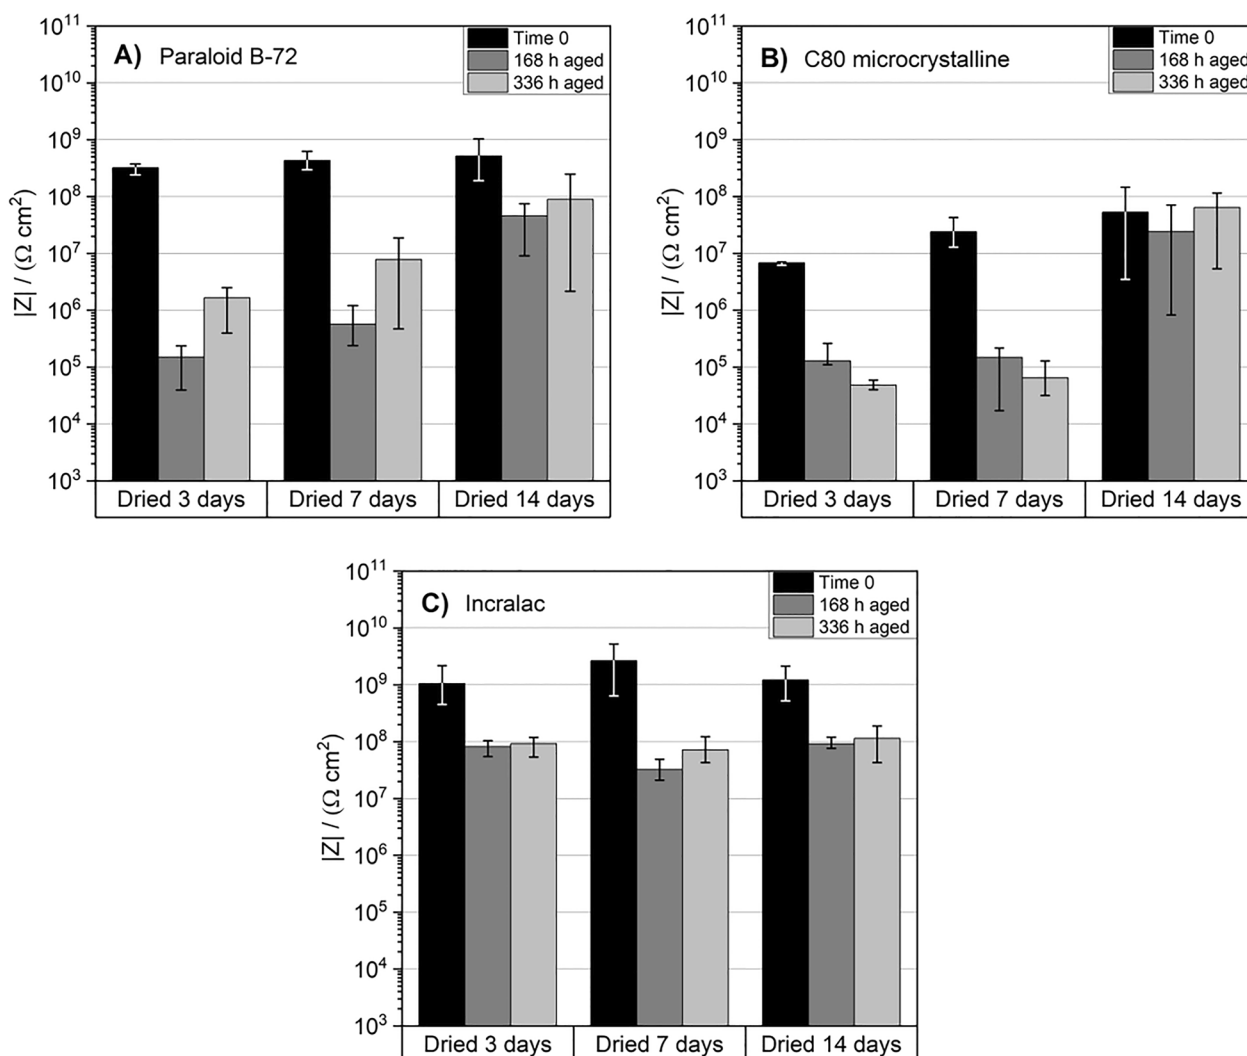 A) Paraloid B-72
Time 0
168 h aged
336 h aged
10¹¹
10¹⁰
10⁹
10⁸
10⁷
10⁶
10⁵
10⁴
10³
|Z| / (Ω cm²)
Dried 3 days
Dried 7 days
Dried 14 days
B) C80 microcrystalline
Time 0
168 h aged
336 h aged
10¹¹
10¹⁰
10⁹
10⁸
10⁷
10⁶
10⁵
10⁴
10³
|Z| / (Ω cm²)
Dried 3 days
Dried 7 days
Dried 14 days
C) Incralac
Time 0
168 h aged
336 h aged
10¹¹
10¹⁰
10⁹
10⁸
10⁷
10⁶
10⁵
10⁴
10³
|Z| / (Ω cm²)
Dried 3 days
Dried 7 days
Dried 14 days